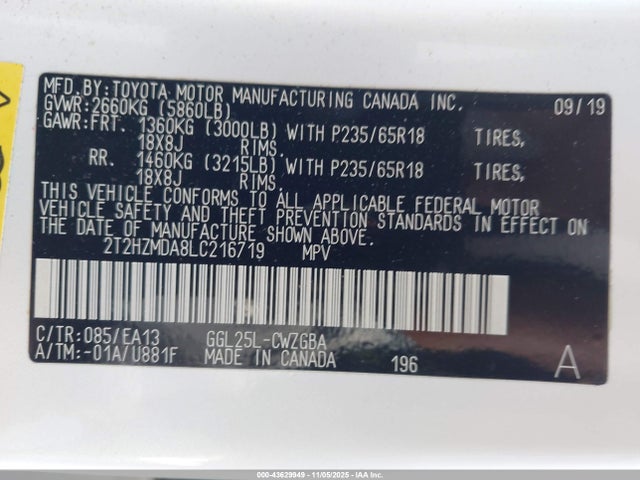 MFD.BY:TOYOTA MOTOR MANUFACTURING CANADA INC. 09/19
GVWR:2660KG (5860LB)
GAWR:FRT. 1360KG (3000LB) WITH P235/65R18 TIRES,
18X8J RIMS.
RR. 1460KG (3215LB) WITH P235/65R18 TIRES,
18X8J RIMS.
THIS VEHICLE CONFORMS TO ALL APPLICABLE FEDERAL MOTOR
VEHICLE SAFETY AND THEFT PREVENTION STANDARDS IN EFFECT ON
THE DATE OF MANUFACTURE SHOWN ABOVE.
2T2HZMDA8LC216719 MPV
C/TR:085/EA13 GGL25L-CWZGBA
A/TM:-01A/U881F MADE IN CANADA 196 A
000-43629949 - 11/05/2025 - IAA Inc.